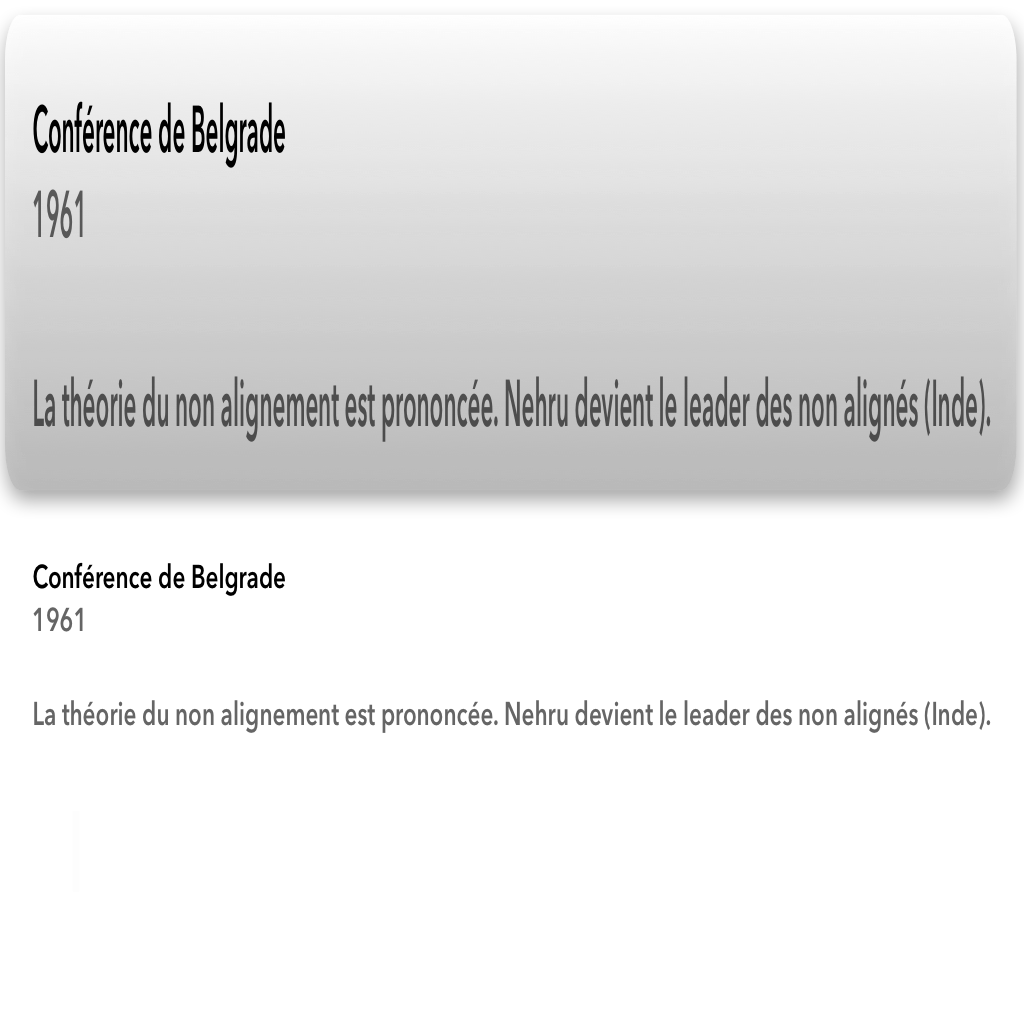 Conférence de Belgrade
1961
La théorie du non alignement est prononcée. Nehru devient le leader des non alignés (Inde).
Conférence de Belgrade
1961
La théorie du non alignement est prononcée. Nehru devient le leader des non alignés (Inde).